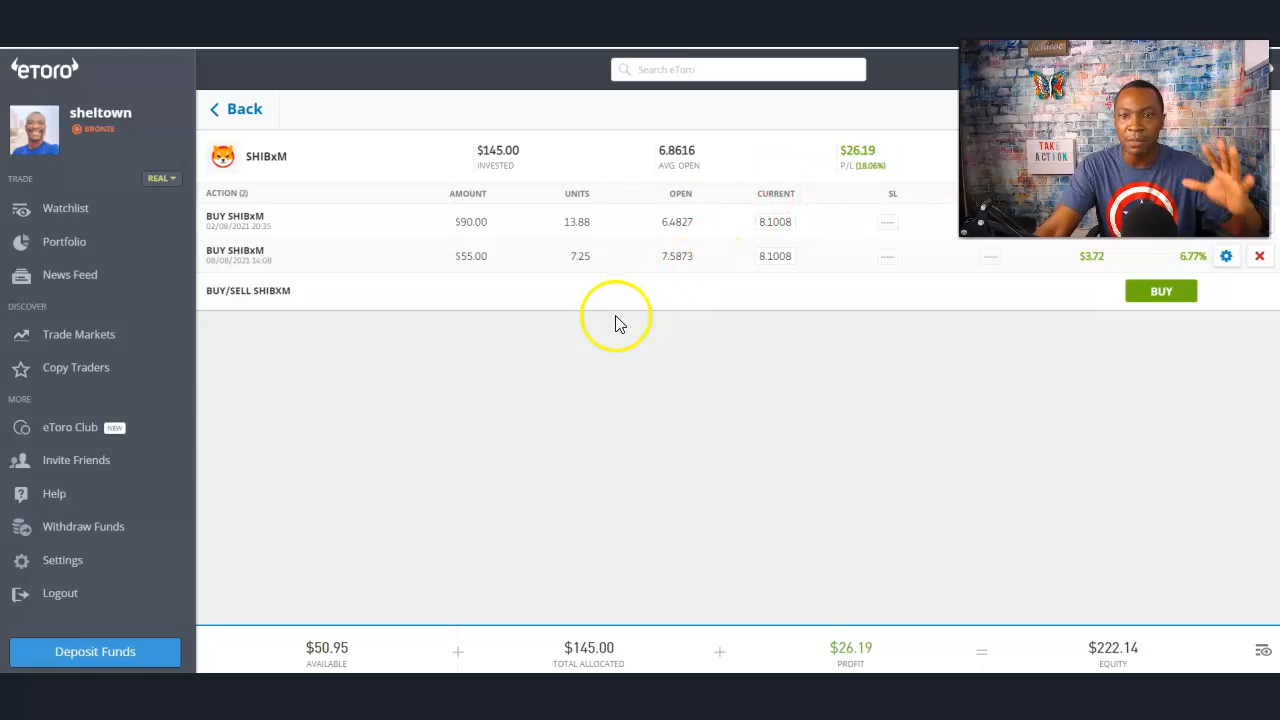 eToro
Search eToro
sheltown
BRONZE
Back
SHIBxM
$145.00
INVESTED
6.8616
AVG. OPEN
$26.19
P/L (18.06%)
TRADE
REAL
ACTION (2) AMOUNT UNITS OPEN CURRENT SL
Watchlist
BUY SHIBxM $90.00 13.88 6.4827 8.1008 -----
02/08/2021 20:35
Portfolio
BUY SHIBxM $55.00 7.25 7.5873 8.1008 ----- ----- $3.72 6.77%
08/08/2021 14:08
News Feed
BUY/SELL SHIBXM BUY
DISCOVER
Trade Markets
Copy Traders
MORE
eToro Club NEW
Invite Friends
Help
Withdraw Funds
Settings
Logout
Deposit Funds
$50.95 + $145.00 + $26.19 = $222.14
AVAILABLE TOTAL ALLOCATED PROFIT EQUITY
Achieve
TAKE
ACTION